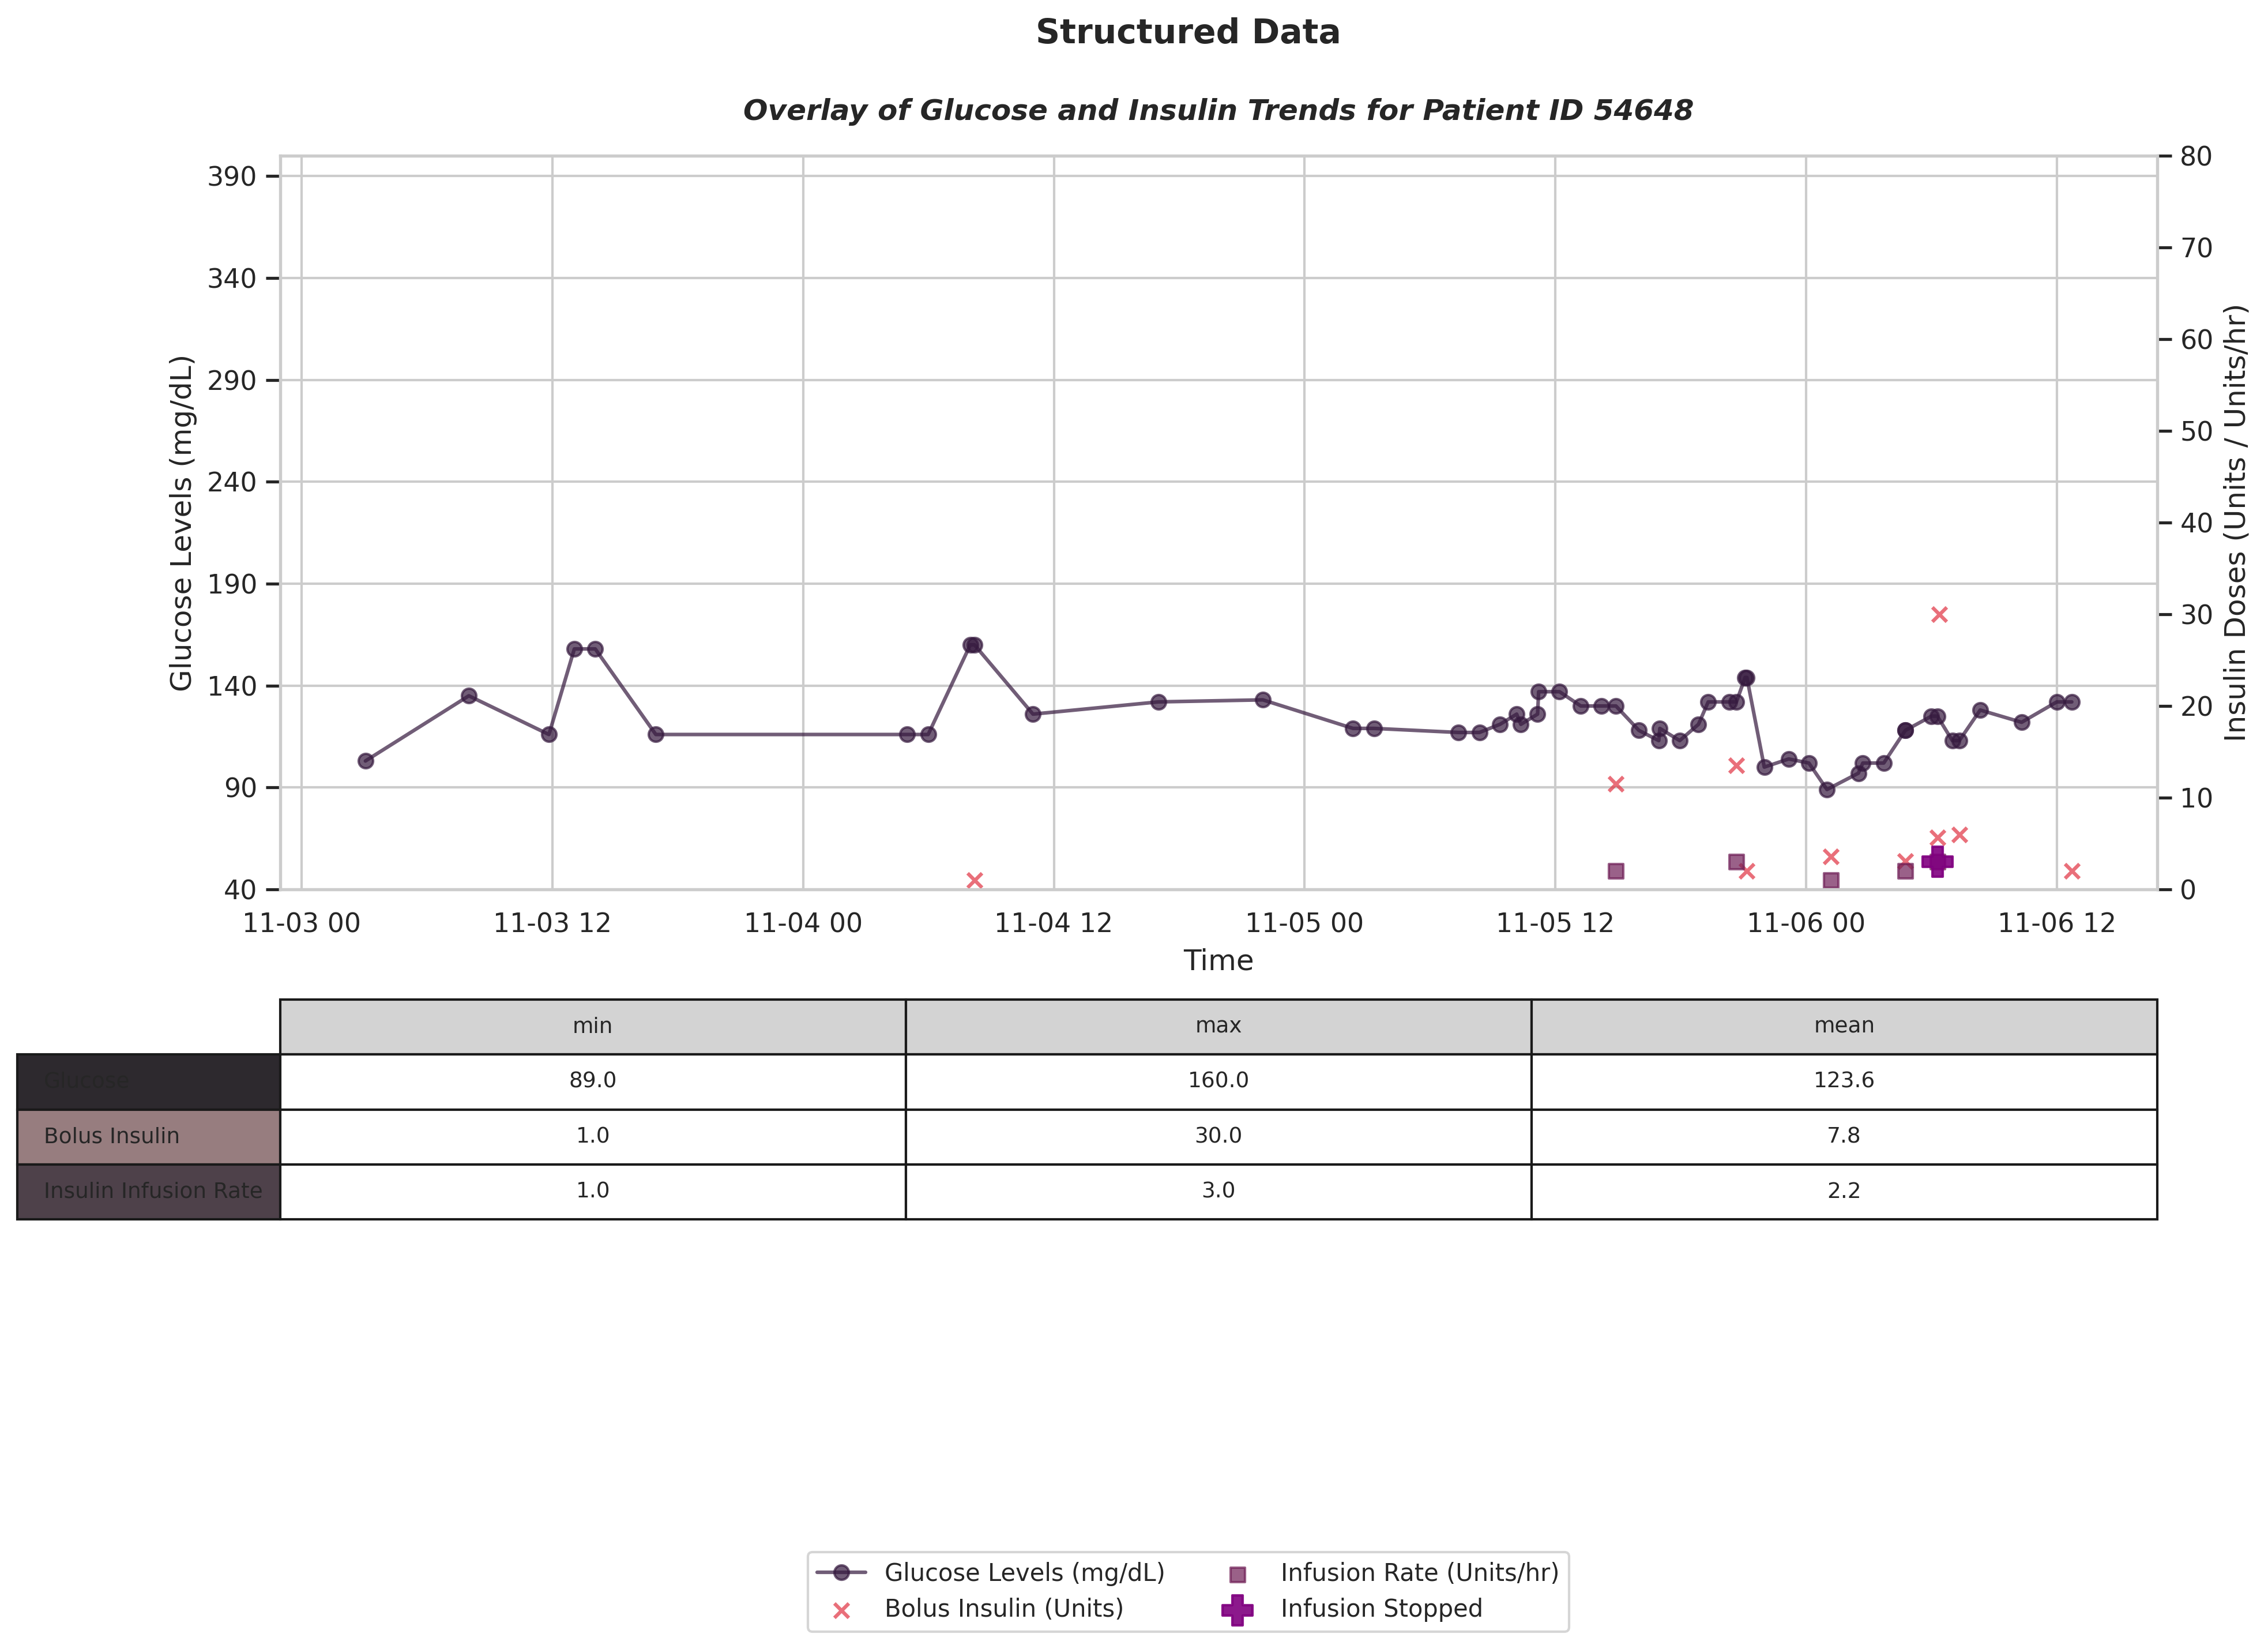 Structured Data
Overlay of Glucose and Insulin Trends for Patient ID 54648
Glucose Levels (mg/dL)
390
340
290
240
190
140
90
40
80
70
60
50
40
30
20
10
0
Insulin Doses (Units / Units/hr)
11-03 00 11-03 12 11-04 00 11-04 12 11-05 00 11-05 12 11-06 00 11-06 12
Time
min max mean
Glucose 89.0 160.0 123.6
Bolus Insulin 1.0 30.0 7.8
Insulin Infusion Rate 1.0 3.0 2.2
Glucose Levels (mg/dL) Infusion Rate (Units/hr)
Bolus Insulin (Units) Infusion Stopped